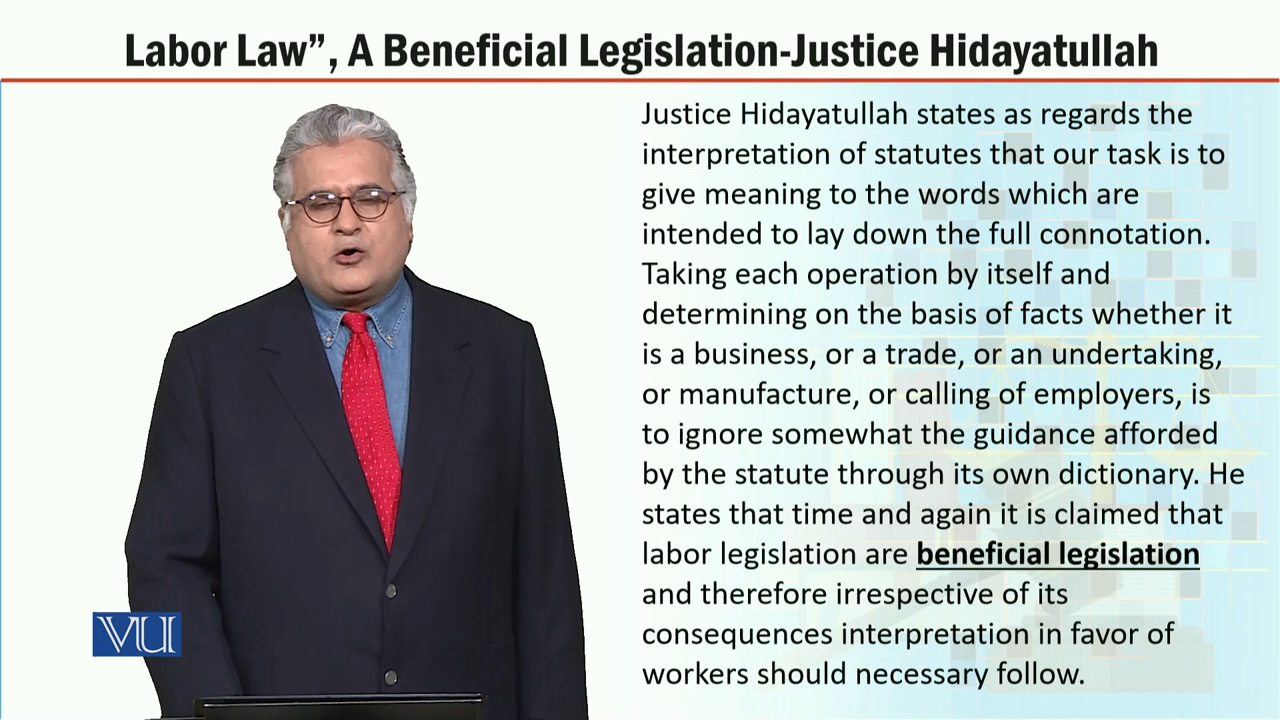 Labor Law”, A Beneficial Legislation-Justice Hidayatullah
Justice Hidayatullah states as regards the
interpretation of statutes that our task is to
give meaning to the words which are
intended to lay down the full connotation.
Taking each operation by itself and
determining on the basis of facts whether it
is a business, or a trade, or an undertaking,
or manufacture, or calling of employers, is
to ignore somewhat the guidance afforded
by the statute through its own dictionary. He
states that time and again it is claimed that
labor legislation are beneficial legislation
and therefore irrespective of its
consequences interpretation in favor of
workers should necessary follow.
VU